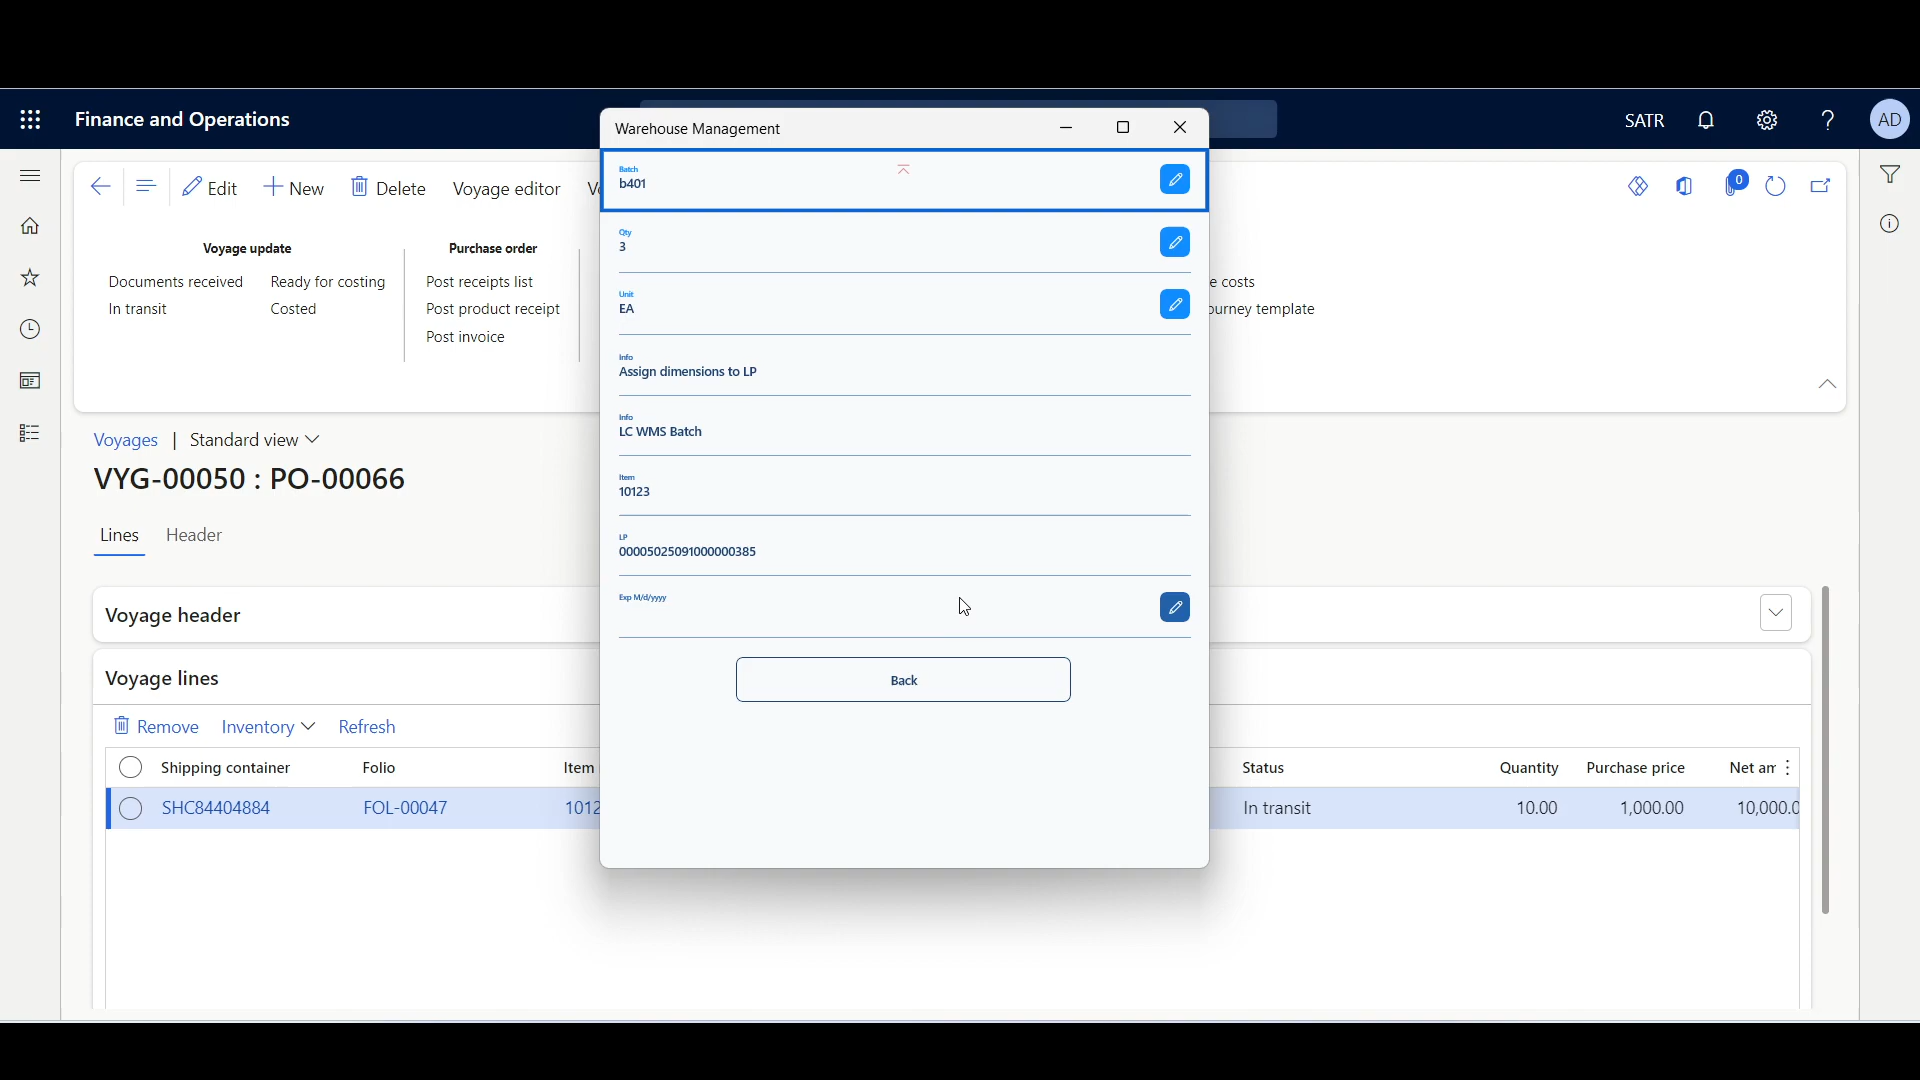 Finance and Operations
SATR
AD
Warehouse Management
Edit
New
Delete
Voyage editor
0
Voyage update
Documents received
Ready for costing
In transit
Costed
Purchase order
Post receipts list
Post product receipt
Post invoice
e costs
ourney template
Batch
b401
Qty
3
Unit
EA
Info
Assign dimensions to LP
Info
LC WMS Batch
Item
10123
LP
00005025091000000385
Exp M/d/yyyy
Back
Voyages | Standard view
VYG-00050 : PO-00066
Lines
Header
Voyage header
Voyage lines
Remove
Inventory
Refresh
Shipping container
Folio
Item
Status
Quantity
Purchase price
Net am
SHC84404884
FOL-00047
1012
In transit
10.00
1,000.00
10,000.0